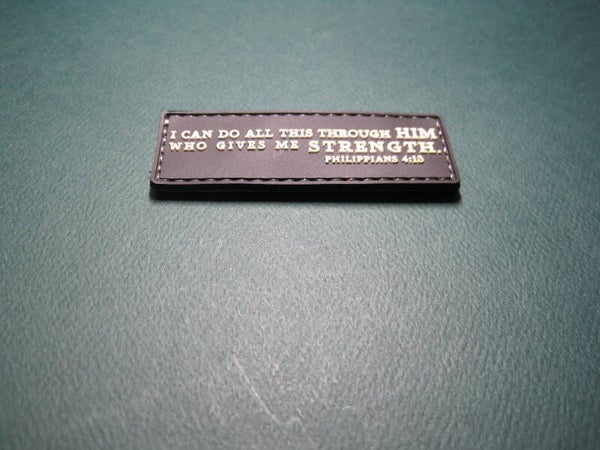 I CAN DO ALL THIS THROUGH HIM
WHO GIVES ME STRENGTH.
PHILIPPIANS 4:13